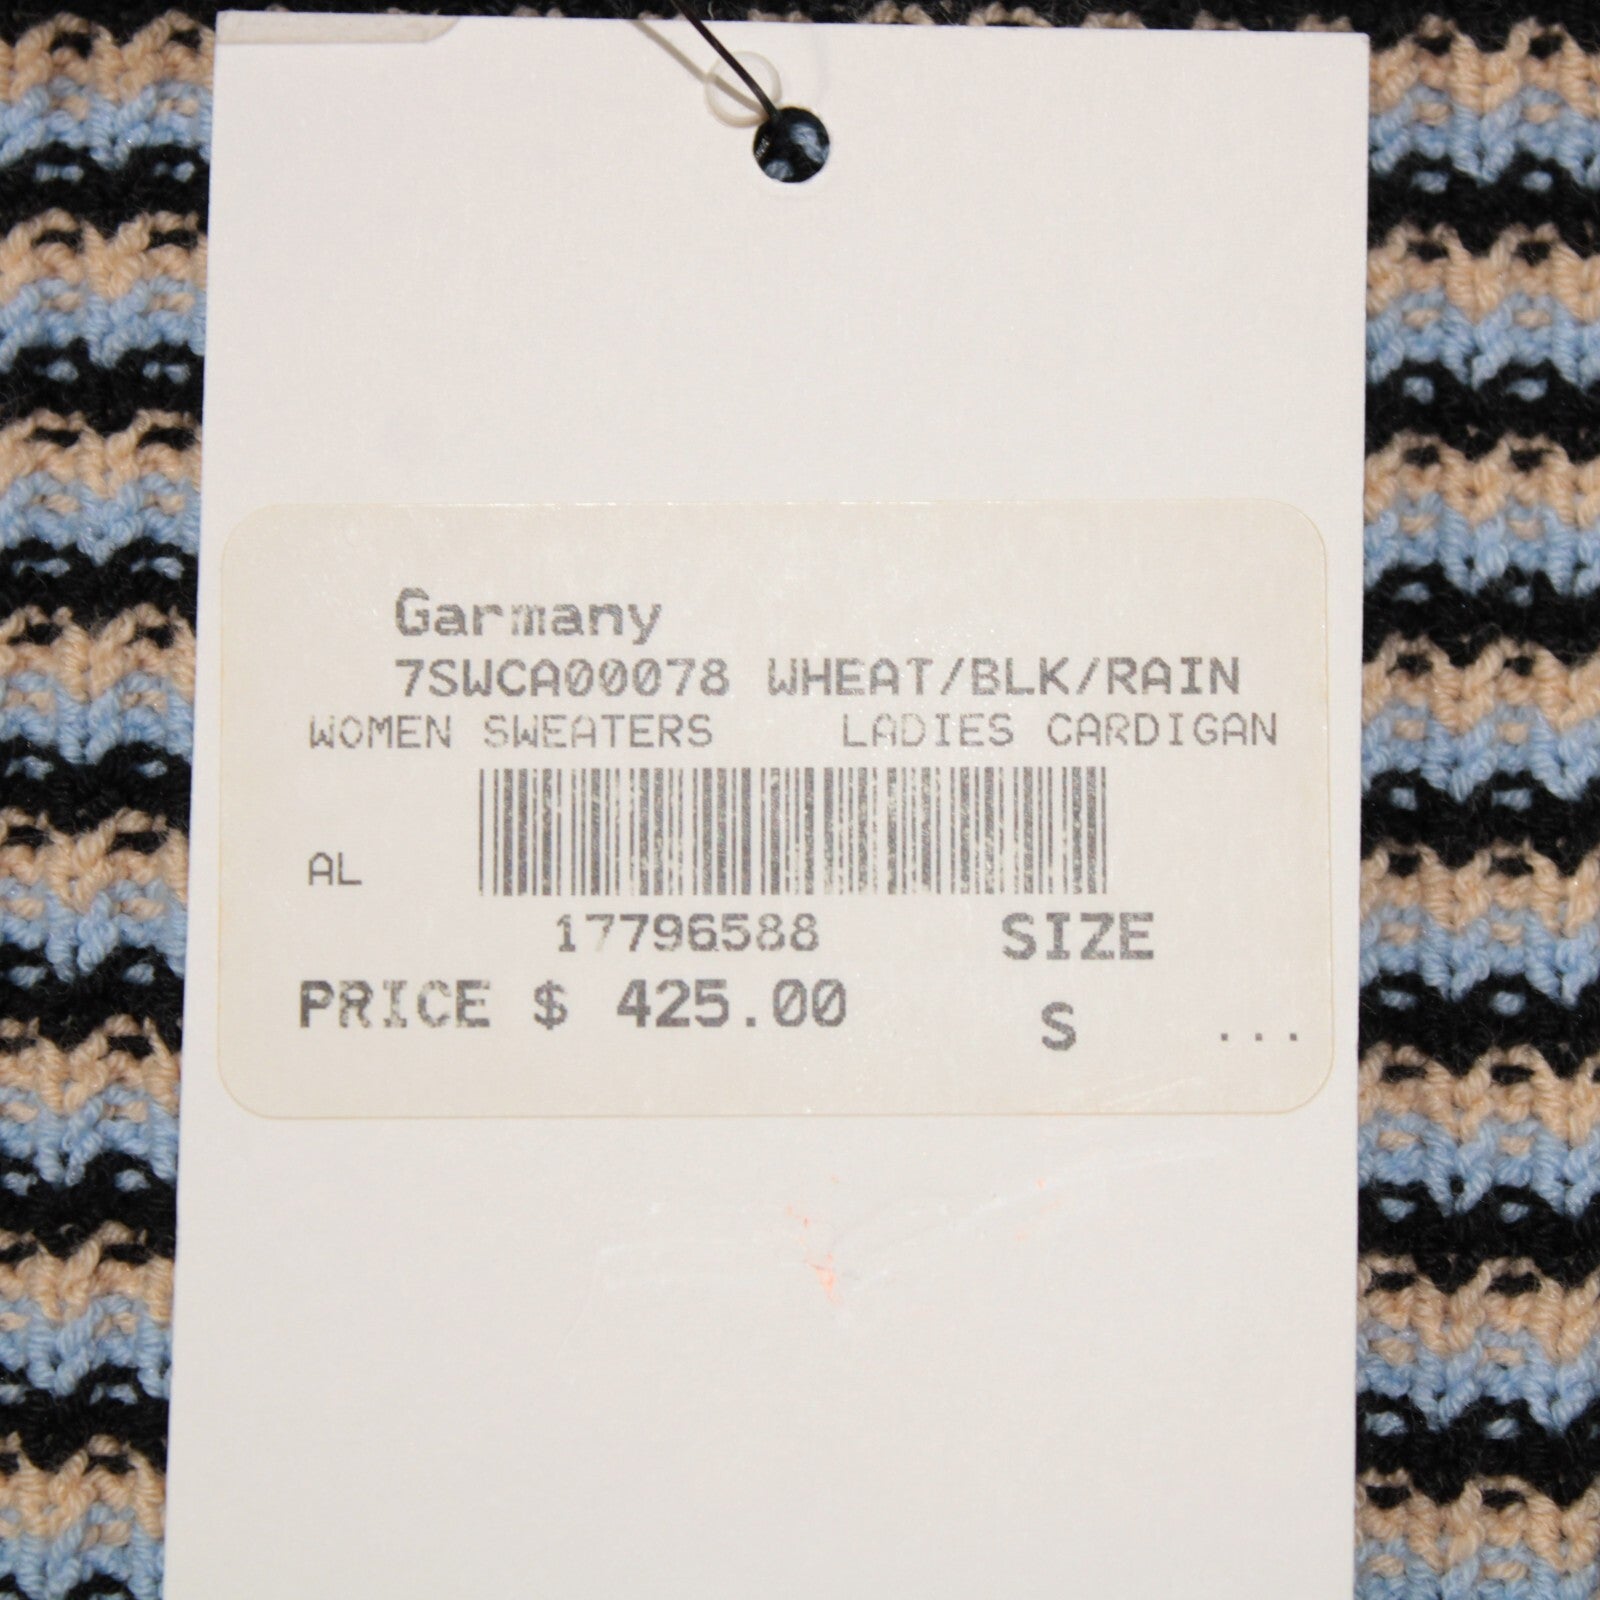 Garmany
7SWCA00078 WHEAT/BLK/RAIN
WOMEN SWEATERS LADIES CARDIGAN
AL
17796588 SIZE
PRICE $ 425.00 S ...